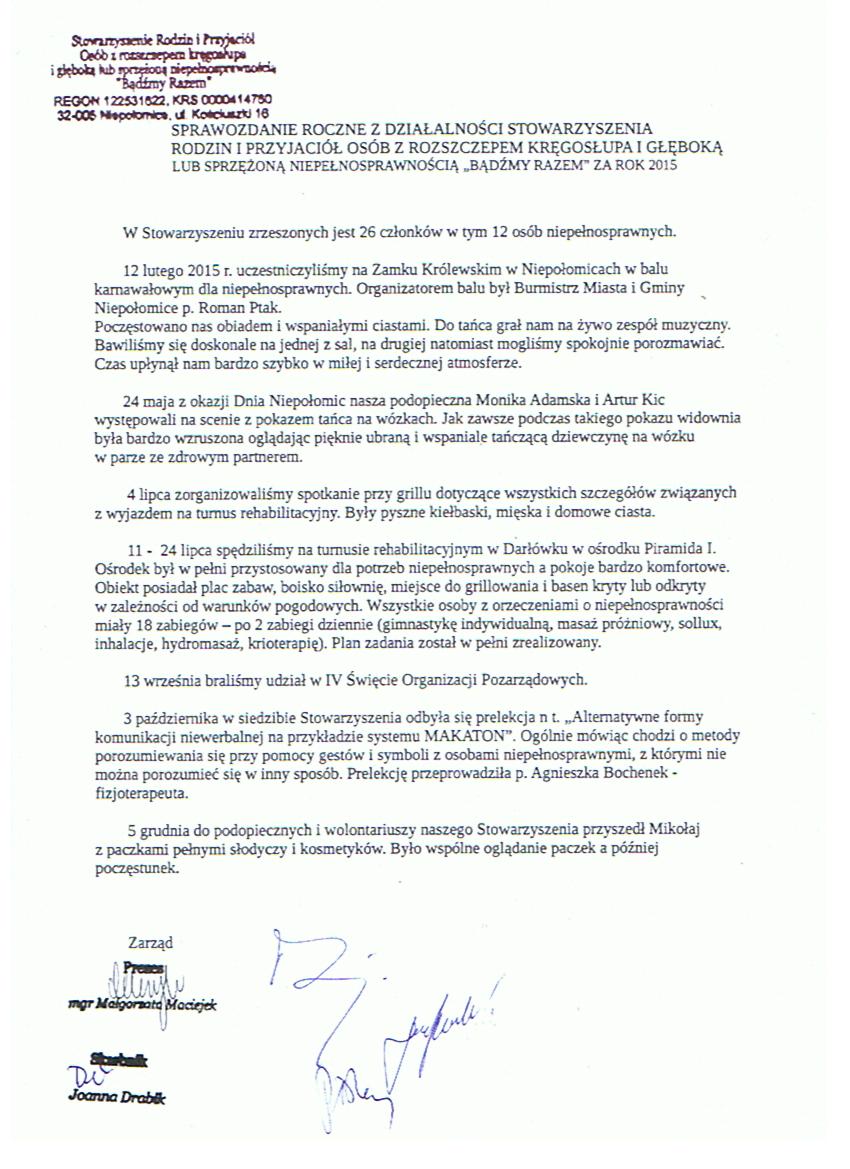 Stowarzyszenie Rodzin i Przyjaciół
Osób z rozszczepem kręgosłupa
i głęboką lub sprzężoną niepełnosprawnością
"Bądźmy Razem"
REGON 122531622, KRS 0000414760
32-005 Niepołomice, ul. Kościuszki 16
SPRAWOZDANIE ROCZNE Z DZIAŁALNOŚCI STOWARZYSZENIA
RODZIN I PRZYJACIÓŁ OSÓB Z ROZSZCZEPEM KRĘGOSŁUPA I GŁĘBOKĄ
LUB SPRZĘŻONĄ NIEPEŁNOSPRAWNOŚCIĄ „BĄDŹMY RAZEM” ZA ROK 2015
W Stowarzyszeniu zrzeszonych jest 26 członków w tym 12 osób niepełnosprawnych.
12 lutego 2015 r. uczestniczyliśmy na Zamku Królewskim w Niepołomicach w balu
karnawałowym dla niepełnosprawnych. Organizatorem balu był Burmistrz Miasta i Gminy
Niepołomice p. Roman Ptak.
Poczęstowano nas obiadem i wspaniałymi ciastami. Do tańca grał nam na żywo zespół muzyczny.
Bawiliśmy się doskonale na jednej z sal, na drugiej natomiast mogliśmy spokojnie porozmawiać.
Czas upłynął nam bardzo szybko w miłej i serdecznej atmosferze.
24 maja z okazji Dnia Niepołomic nasza podopieczna Monika Adamska i Artur Kic
występowali na scenie z pokazem tańca na wózkach. Jak zawsze podczas takiego pokazu widownia
była bardzo wzruszona oglądając pięknie ubraną i wspaniale tańczącą dziewczynę na wózku
w parze ze zdrowym partnerem.
4 lipca zorganizowaliśmy spotkanie przy grillu dotyczące wszystkich szczegółów związanych
z wyjazdem na turnus rehabilitacyjny. Były pyszne kiełbaski, mięska i domowe ciasta.
11 - 24 lipca spędziliśmy na turnusie rehabilitacyjnym w Darłówku w ośrodku Piramida I.
Ośrodek był w pełni przystosowany dla potrzeb niepełnosprawnych a pokoje bardzo komfortowe.
Obiekt posiadał plac zabaw, boisko siłownię, miejsce do grillowania i basen kryty lub odkryty
w zależności od warunków pogodowych. Wszystkie osoby z orzeczeniami o niepełnosprawności
miały 18 zabiegów – po 2 zabiegi dziennie (gimnastykę indywidualną, masaż próżniowy, sollux,
inhalacje, hydromasaż, krioterapię). Plan zadania został w pełni zrealizowany.
13 września braliśmy udział w IV Święcie Organizacji Pozarządowych.
3 października w siedzibie Stowarzyszenia odbyła się prelekcja n t. „Alternatywne formy
komunikacji niewerbalnej na przykładzie systemu MAKATON”. Ogólnie mówiąc chodzi o metody
porozumiewania się przy pomocy gestów i symboli z osobami niepełnosprawnymi, z którymi nie
można porozumieć się w inny sposób. Prelekcję przeprowadziła p. Agnieszka Bochenek -
fizjoterapeuta.
5 grudnia do podopiecznych i wolontariuszy naszego Stowarzyszenia przyszedł Mikołaj
z paczkami pełnymi słodyczy i kosmetyków. Było wspólne oglądanie paczek a później
poczęstunek.
Zarząd
Prezes
mgr Małgorzata Maciejek
Skarbnik
Joanna Drabik